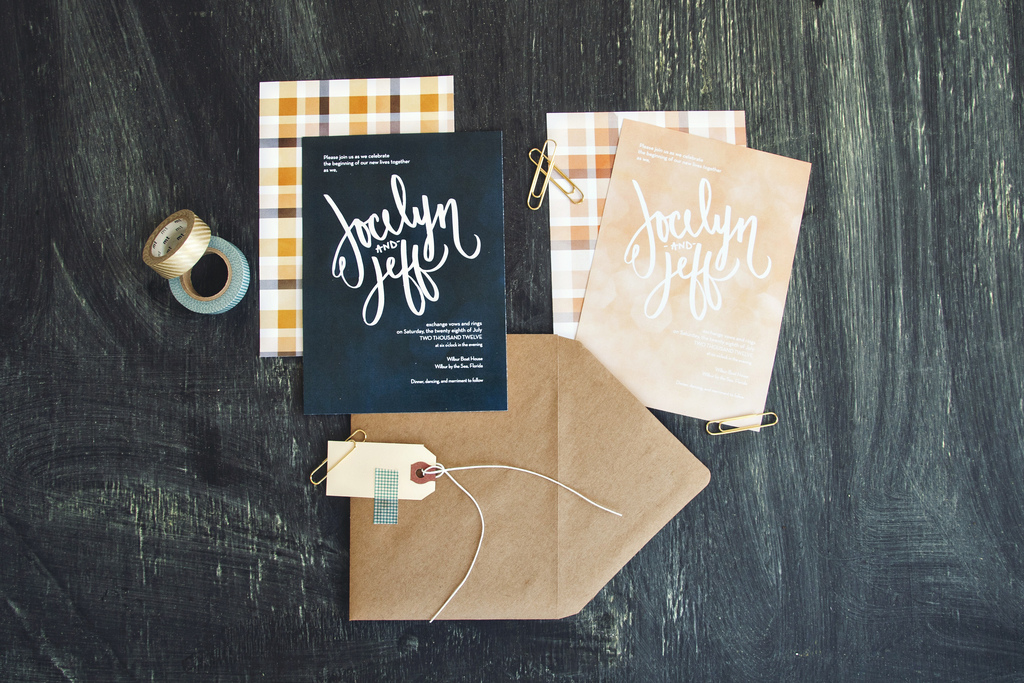 Please join us as we celebrate
the beginning of our new lives together
as we,
Jocelyn
AND
Jeff
exchange vows and rings
on Saturday, the twenty eighth of July
TWO THOUSAND TWELVE
at six o'clock in the evening
Wilbur Boat House
Wilbur by the Sea, Florida
Dinner, dancing, and merriment to follow
Please join us as we celebrate
the beginning of our new lives together
as we,
Jocelyn
AND
Jeff
mt